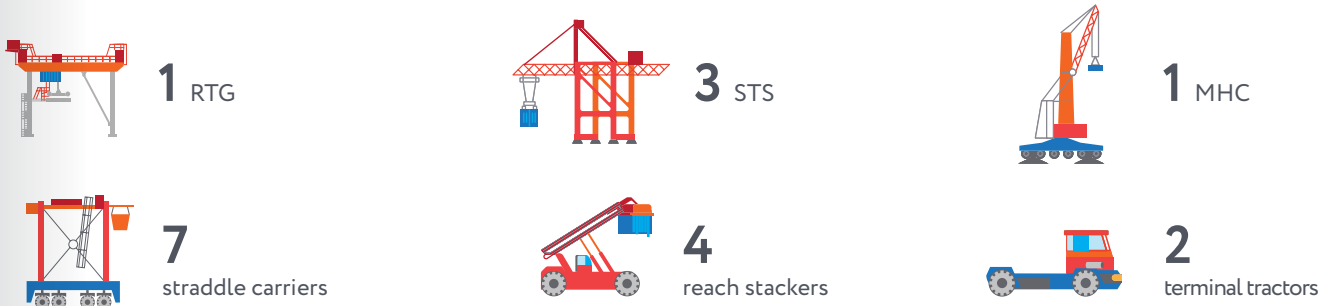 1 RTG
3 STS
1 MHC
7
straddle carriers
4
reach stackers
2
terminal tractors